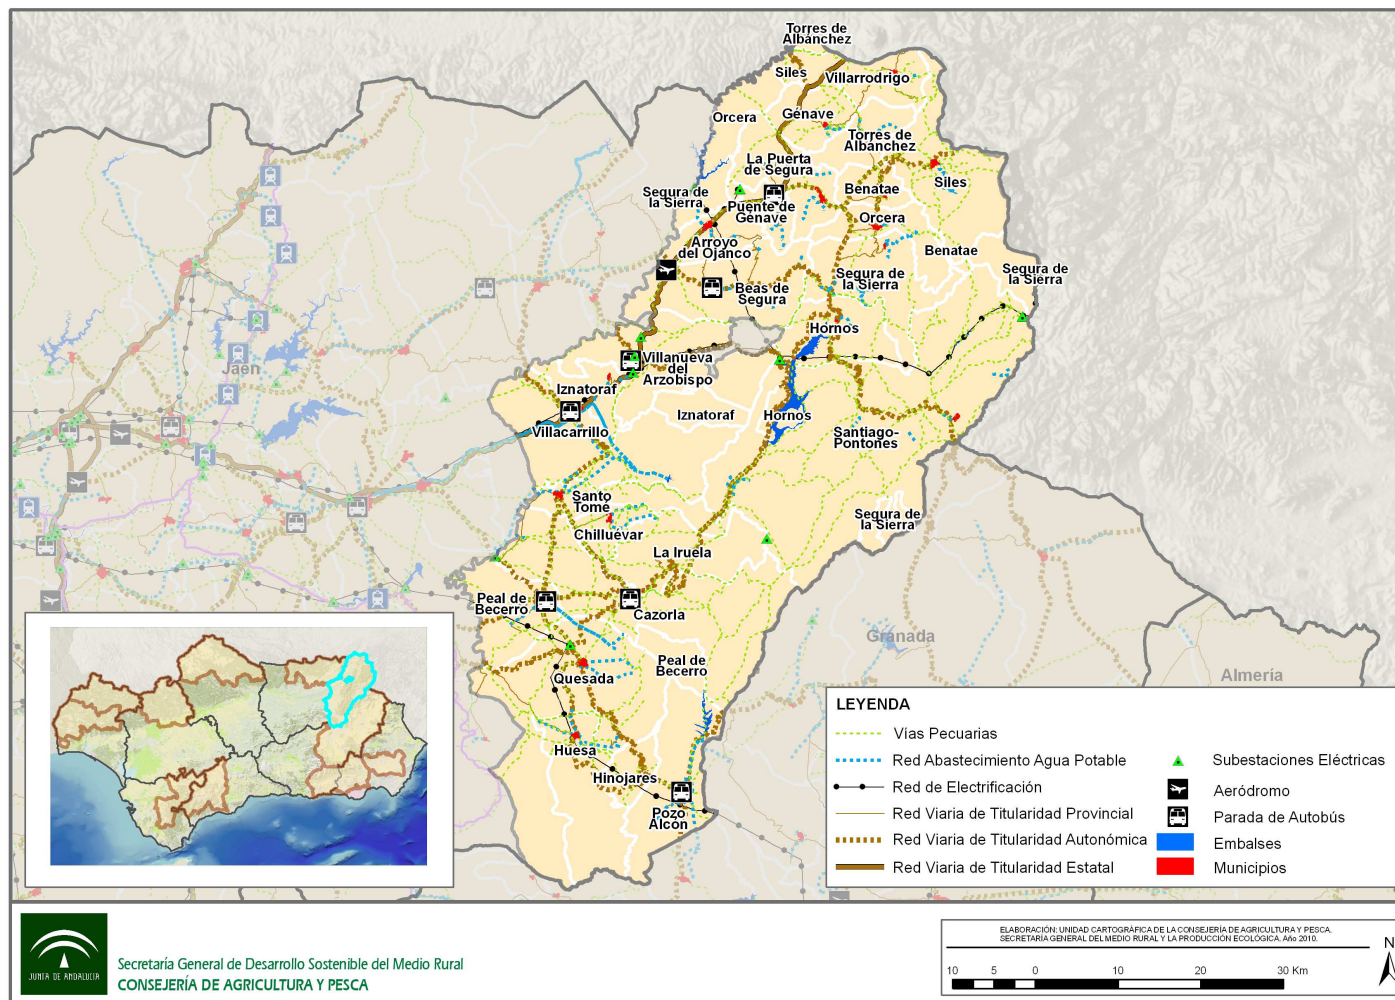 Torres de
Albánchez
Siles
Villarrodrigo
Orcera
Génave
Torres de
Albánchez
La Puerta
de Segura
Siles
Segura de
la Sierra
Benatae
Puente de
Génave
Orcera
Arroyo
del Ojanco
Benatae
Segura de
la Sierra
Segura de
la Sierra
Beas de
Segura
Hornos
Villanueva
del
Arzobispo
Jaén
Iznatoraf
Iznatoraf
Hornos
Villacarrillo
Santiago-
Pontones
Santo
Tomé
Segura de
la Sierra
Chilluévar
La Iruela
Peal de
Becerro
Cazorla
Granada
Peal de
Becerro
Quesada
Almería
Huesa
Hinojares
Pozo
Alcón
LEYENDA
Vías Pecuarias
Red Abastecimiento Agua Potable
Red de Electrificación
Red Viaria de Titularidad Provincial
Red Viaria de Titularidad Autonómica
Red Viaria de Titularidad Estatal
Subestaciones Eléctricas
Aeródromo
Parada de Autobús
Embalses
Municipios
JUNTA DE ANDALUCIA
Secretaría General de Desarrollo Sostenible del Medio Rural
CONSEJERÍA DE AGRICULTURA Y PESCA
ELABORACIÓN: UNIDAD CARTOGRÁFICA DE LA CONSEJERÍA DE AGRICULTURA Y PESCA.
SECRETARÍA GENERAL DEL MEDIO RURAL Y LA PRODUCCIÓN ECOLÓGICA. Año 2010.
10 5 0 10 20 30 Km
N